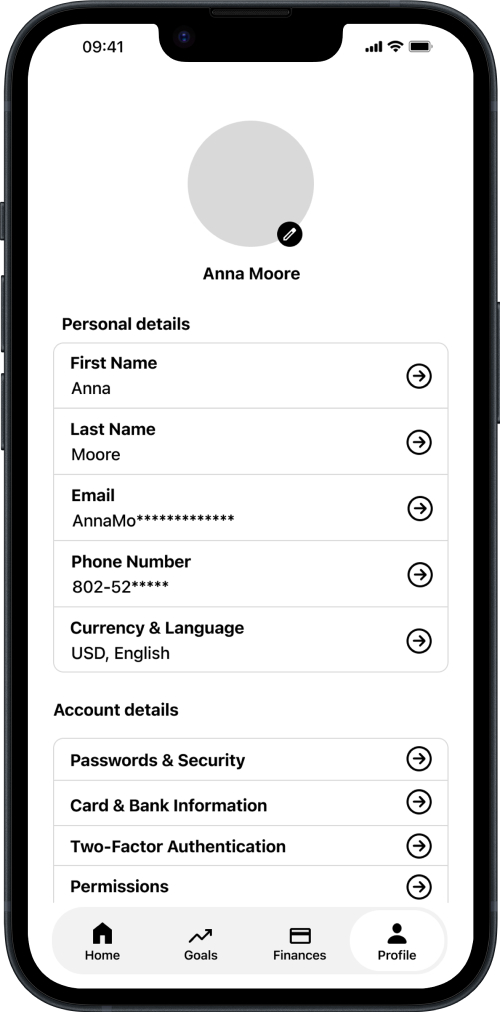 09:41
Anna Moore
Personal details
First Name
Anna
Last Name
Moore
Email
AnnaMo*************
Phone Number
802-52*****
Currency & Language
USD, English
Account details
Passwords & Security
Card & Bank Information
Two-Factor Authentication
Permissions
Home Goals Finances Profile